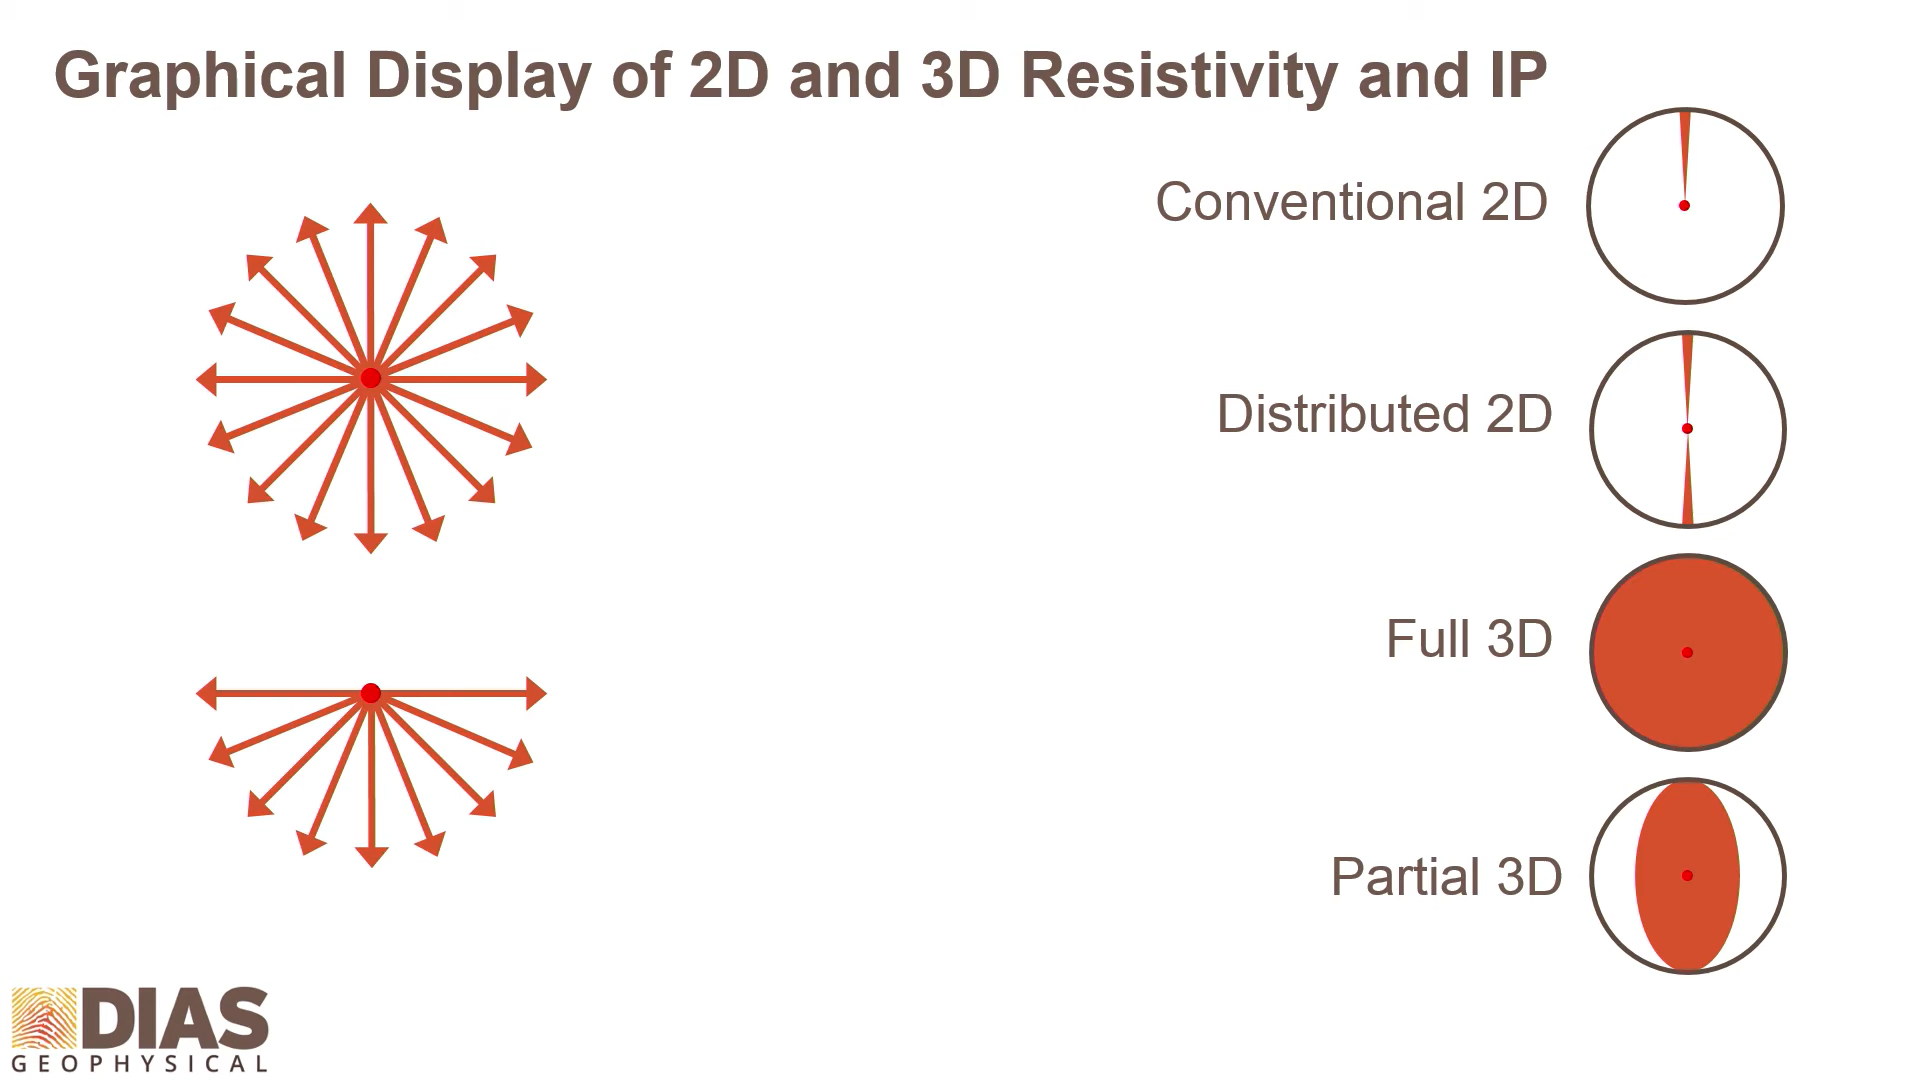 Graphical Display of 2D and 3D Resistivity and IP
Conventional 2D
Distributed 2D
Full 3D
Partial 3D
DIAS
GEOPHYSICAL